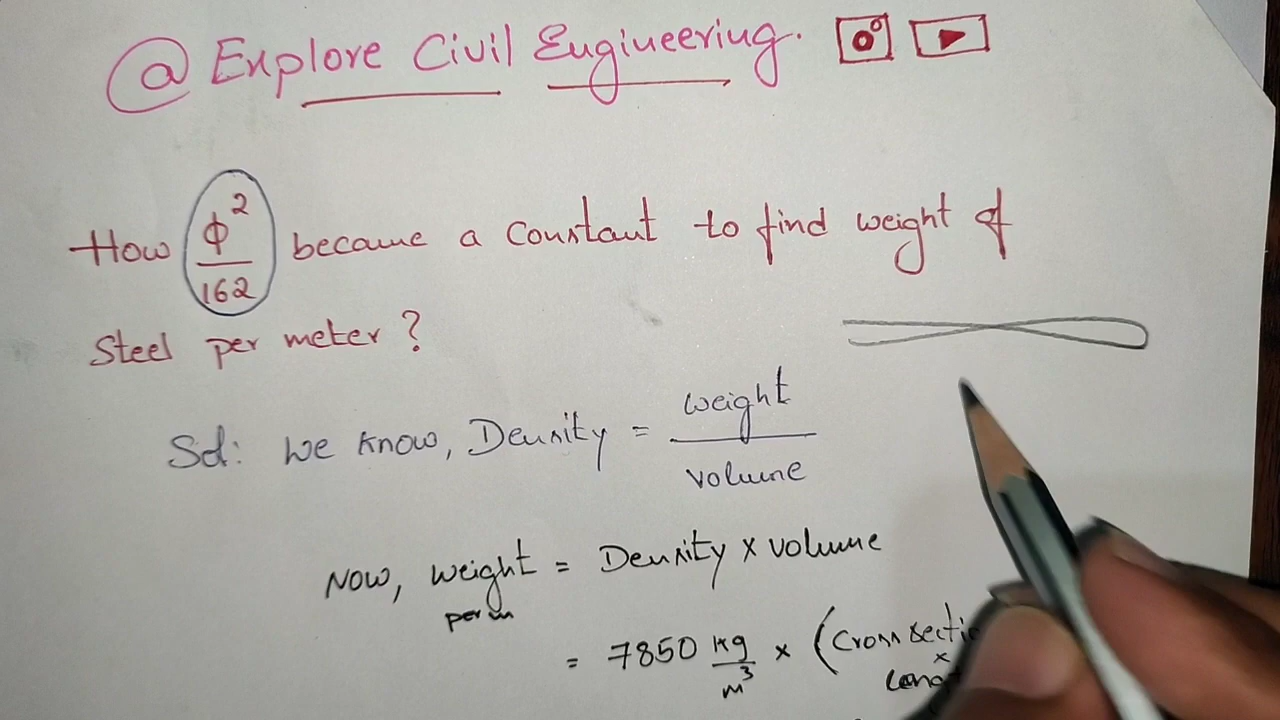 @ Explore Civil Engineering.
How ϕ²/162 became a constant to find weight of
Steel per meter ?
Sol: We know, Density = weight/volume
Now, weight per m = Density × volume
= 7850 kg/m³ × (Cross
×